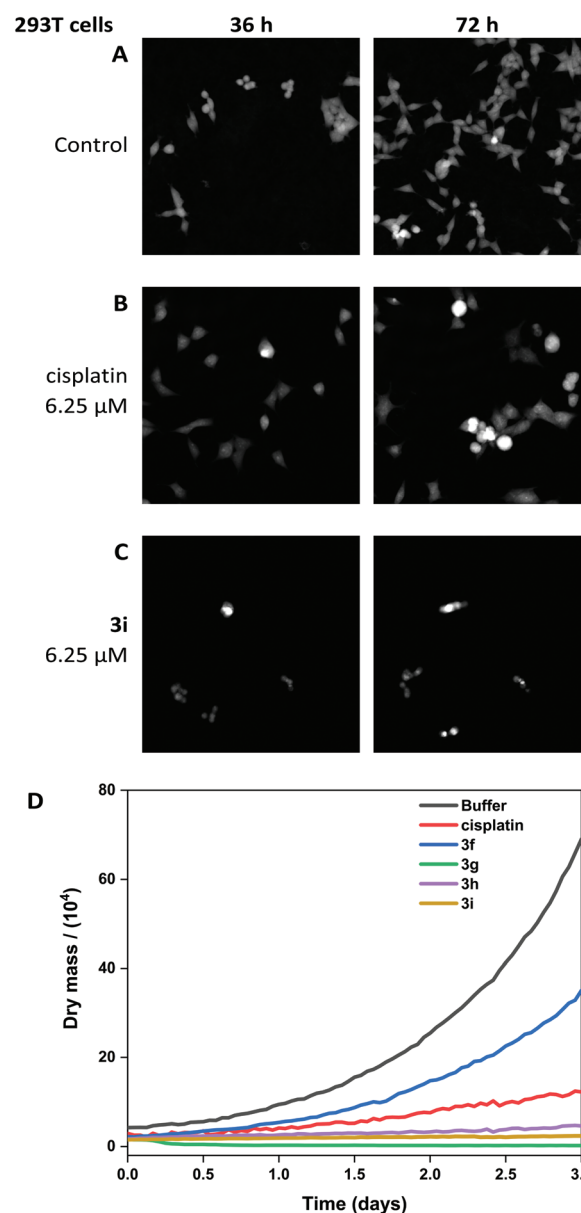 293T cells 36 h 72 h
A
Control
B
cisplatin
6.25 µM
C
3i
6.25 µM
D
80
60
40
20
0
Dry mass / (10⁴)
Buffer
cisplatin
3f
3g
3h
3i
0.0 0.5 1.0 1.5 2.0 2.5 3.
Time (days)